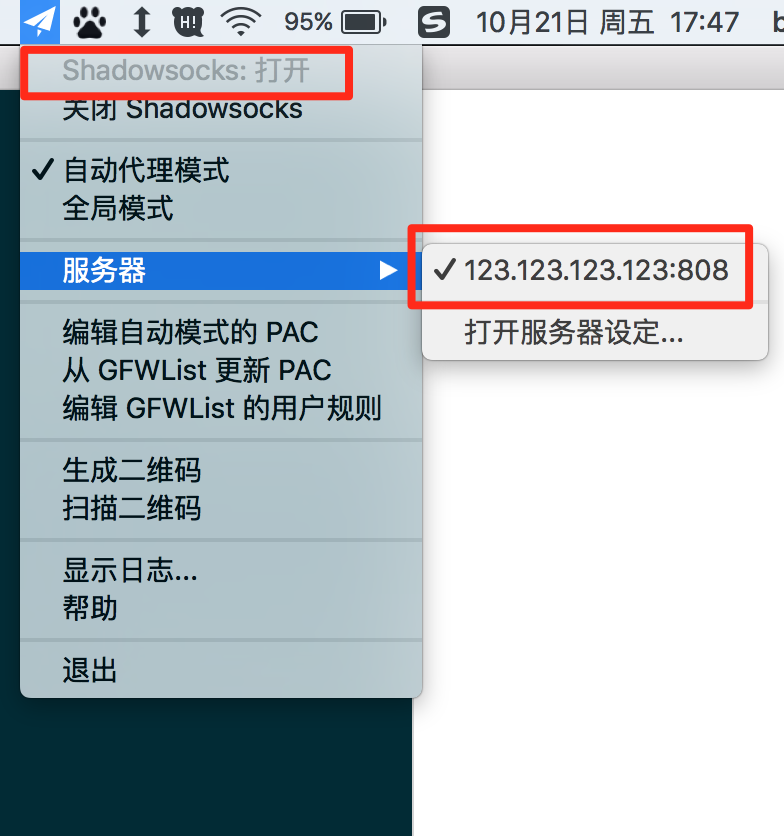 H! 95% S 10月21日 周五 17:47
Shadowsocks: 打开
关闭 Shadowsocks
自动代理模式
全局模式
服务器
123.123.123.123:808
打开服务器设定...
编辑自动模式的 PAC
从 GFWList 更新 PAC
编辑 GFWList 的用户规则
生成二维码
扫描二维码
显示日志...
帮助
退出